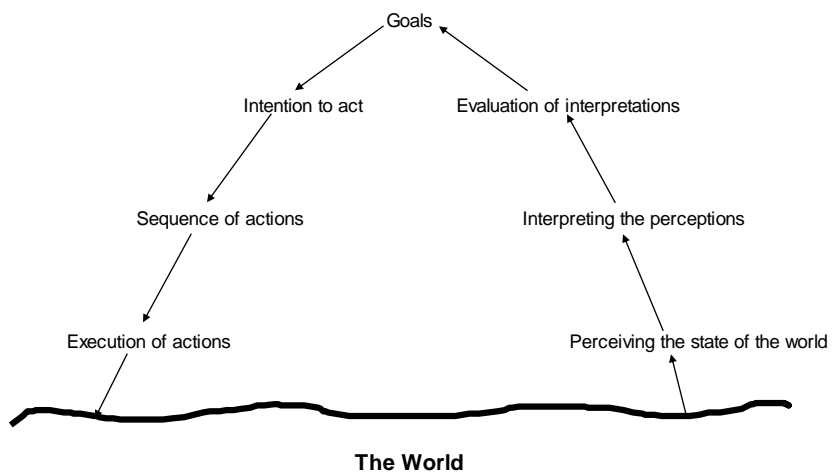 Goals
Intention to act
Evaluation of interpretations
Sequence of actions
Interpreting the perceptions
Execution of actions
Perceiving the state of the world
The World